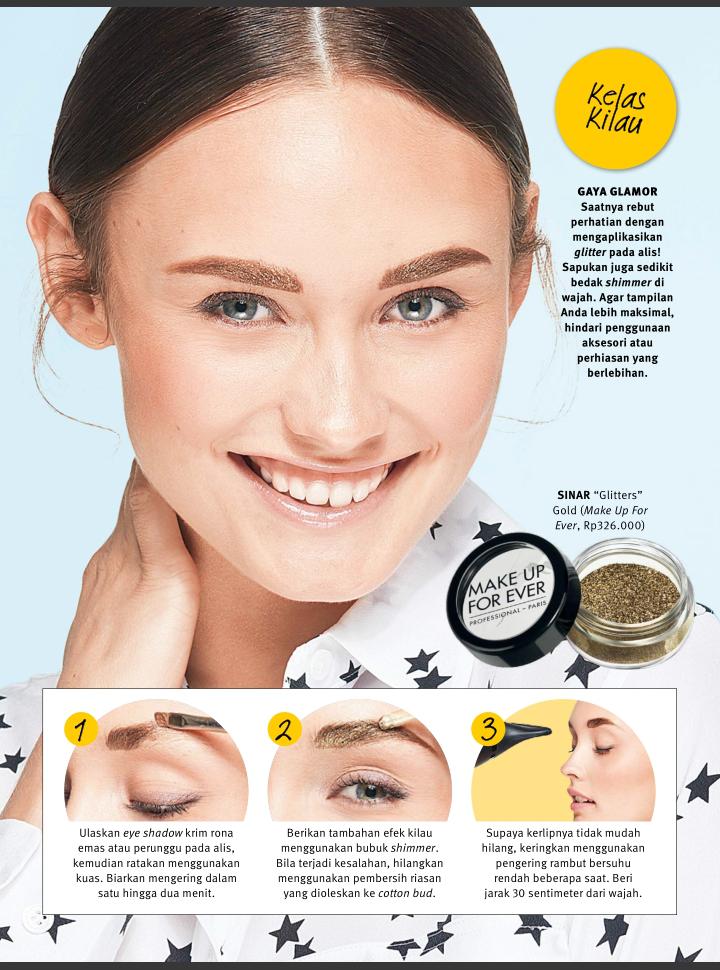 Kelas
Kilau
GAYA GLAMOR
Saatnya rebut
perhatian dengan
mengaplikasikan
glitter pada alis!
Sapukan juga sedikit
bedak shimmer di
wajah. Agar tampilan
Anda lebih maksimal,
hindari penggunaan
aksesori atau
perhiasan yang
berlebihan.
SINAR “Glitters”
Gold (Make Up For
Ever, Rp326.000)
MAKE UP
FOR EVER
PROFESSIONAL – PARIS
1
Ulaskan eye shadow krim rona
emas atau perunggu pada alis,
kemudian ratakan menggunakan
kuas. Biarkan mengering dalam
satu hingga dua menit.
2
Berikan tambahan efek kilau
menggunakan bubuk shimmer.
Bila terjadi kesalahan, hilangkan
menggunakan pembersih riasan
yang dioleskan ke cotton bud.
3
Supaya kerlipnya tidak mudah
hilang, keringkan menggunakan
pengering rambut bersuhu
rendah beberapa saat. Beri
jarak 30 sentimeter dari wajah.